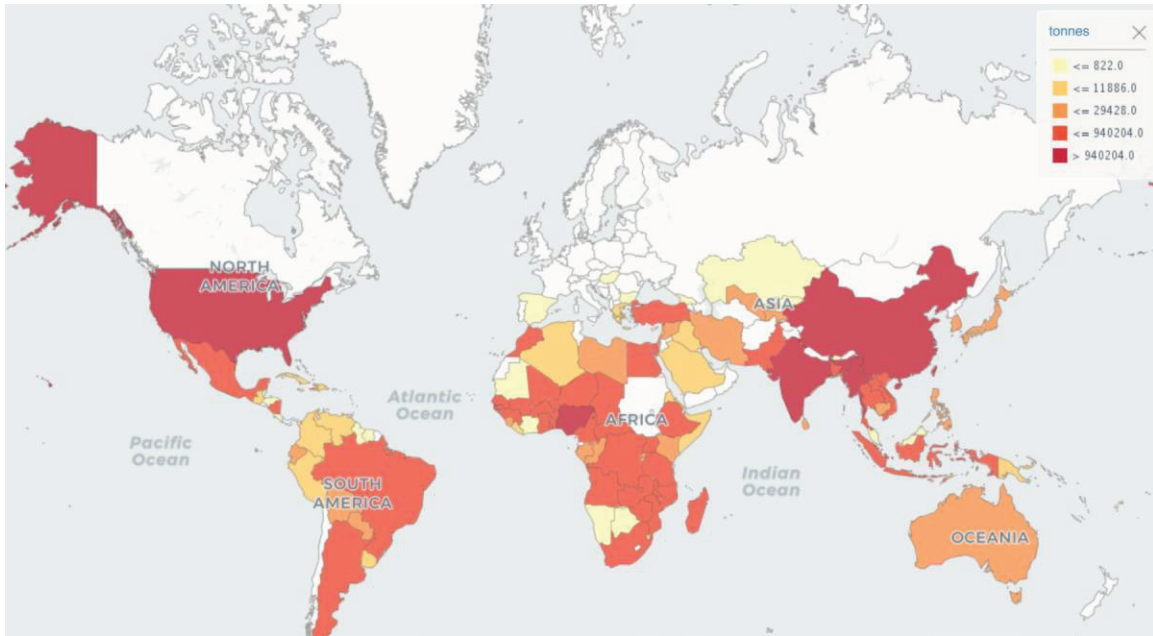 tonnes
<= 822.0
<= 11886.0
<= 29428.0
<= 940204.0
> 940204.0
NORTH
AMERICA
ASIA
Atlantic
Ocean
AFRICA
Pacific
Ocean
Indian
Ocean
SOUTH
AMERICA
OCEANIA